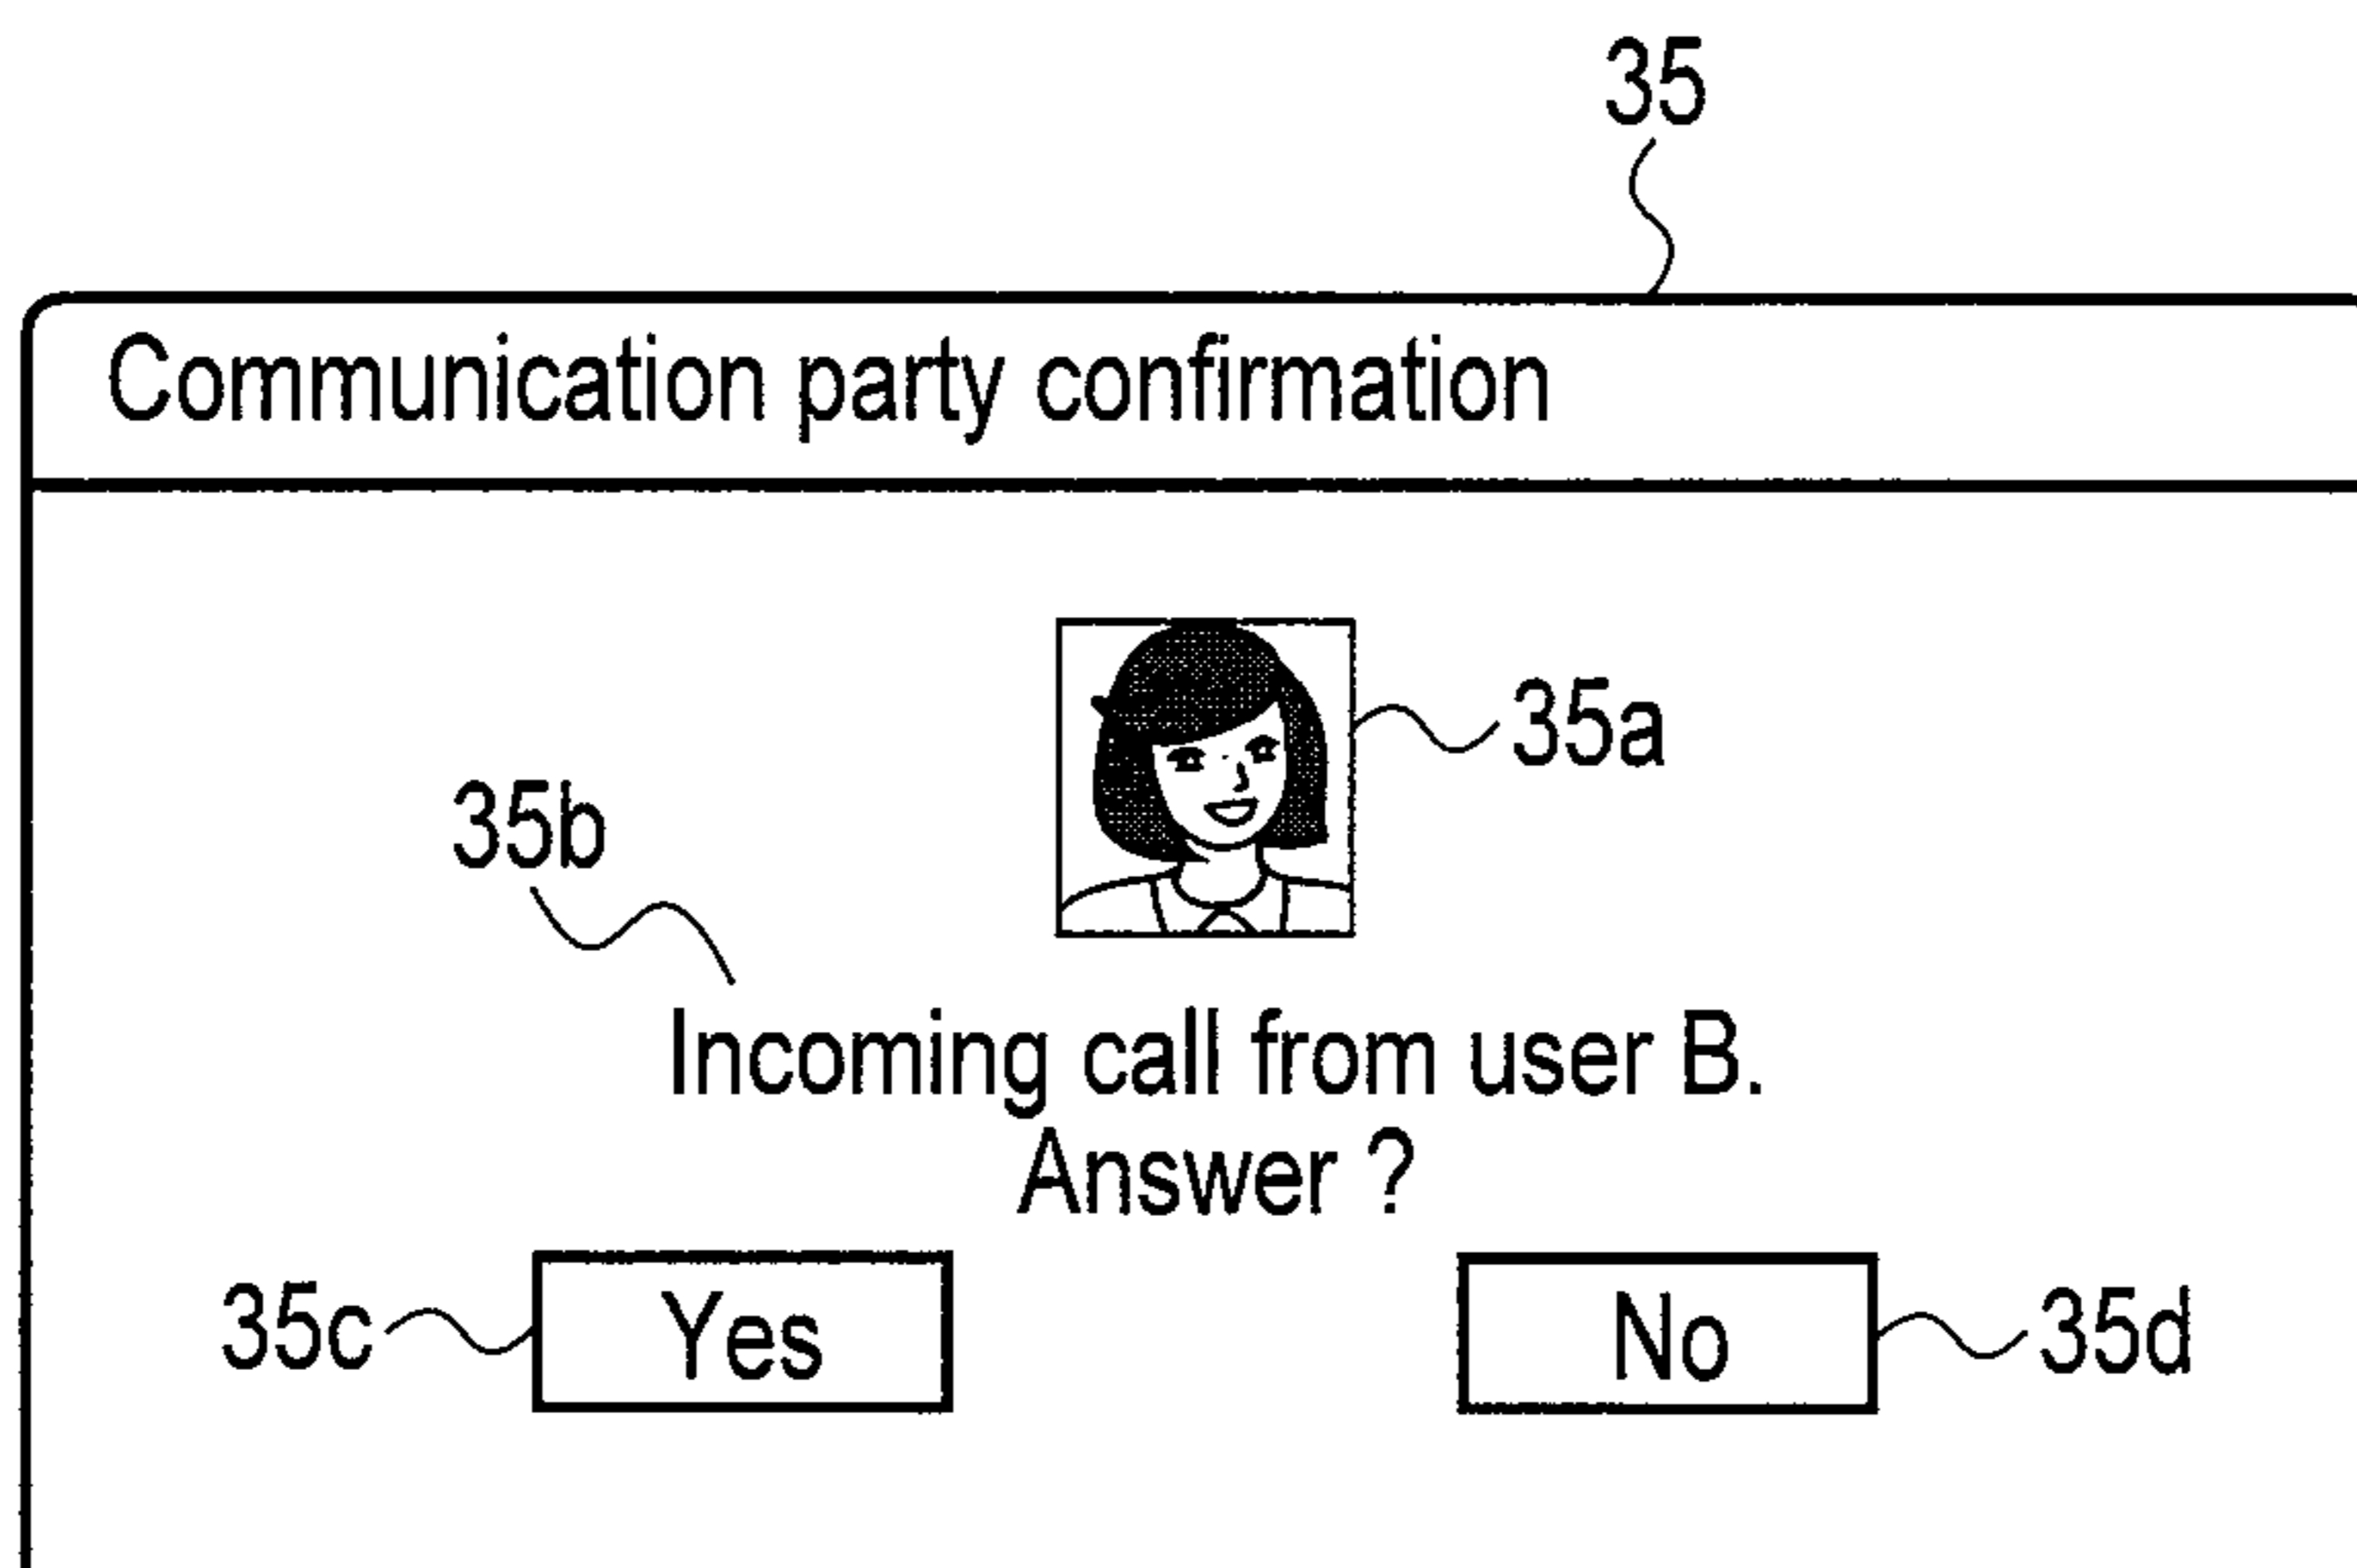 35
Communication party confirmation
35a
35b
Incoming call from user B.
Answer ?
35c Yes No 35d